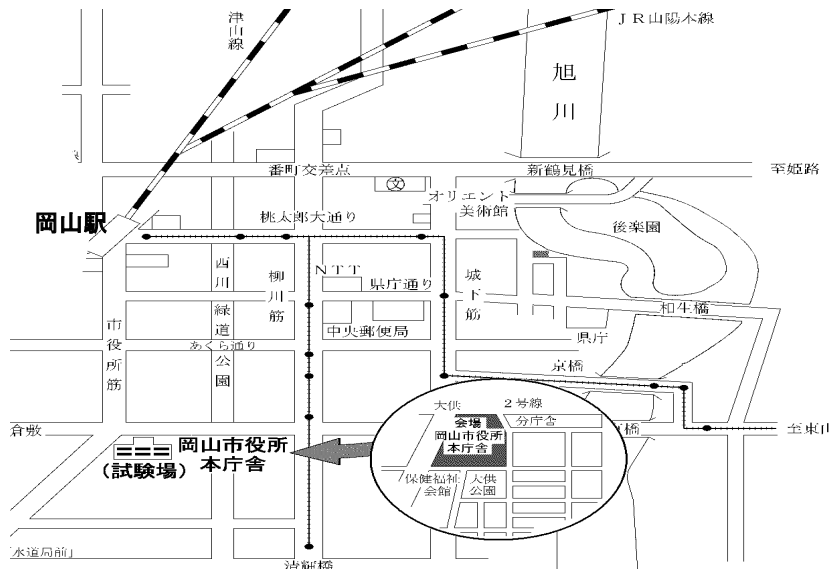 津山線
ＪＲ山陽本線
旭川
番町交差点
新鶴見橋
至姫路
文
オリエント
美術館
岡山駅
桃太郎大通り
後楽園
西川緑道公園
柳川筋
ＮＴＴ
県庁通り
城下筋
市役所筋
中央郵便局
和生橋
県庁
あくら通り
京橋
大供
２号線
会場
分庁舎
岡山市役所
本庁舎
倉敷
橋
至東山
岡山市役所
本庁舎
（試験場）
保健福祉
会館
大供
公園
水道局前」
清輝橋